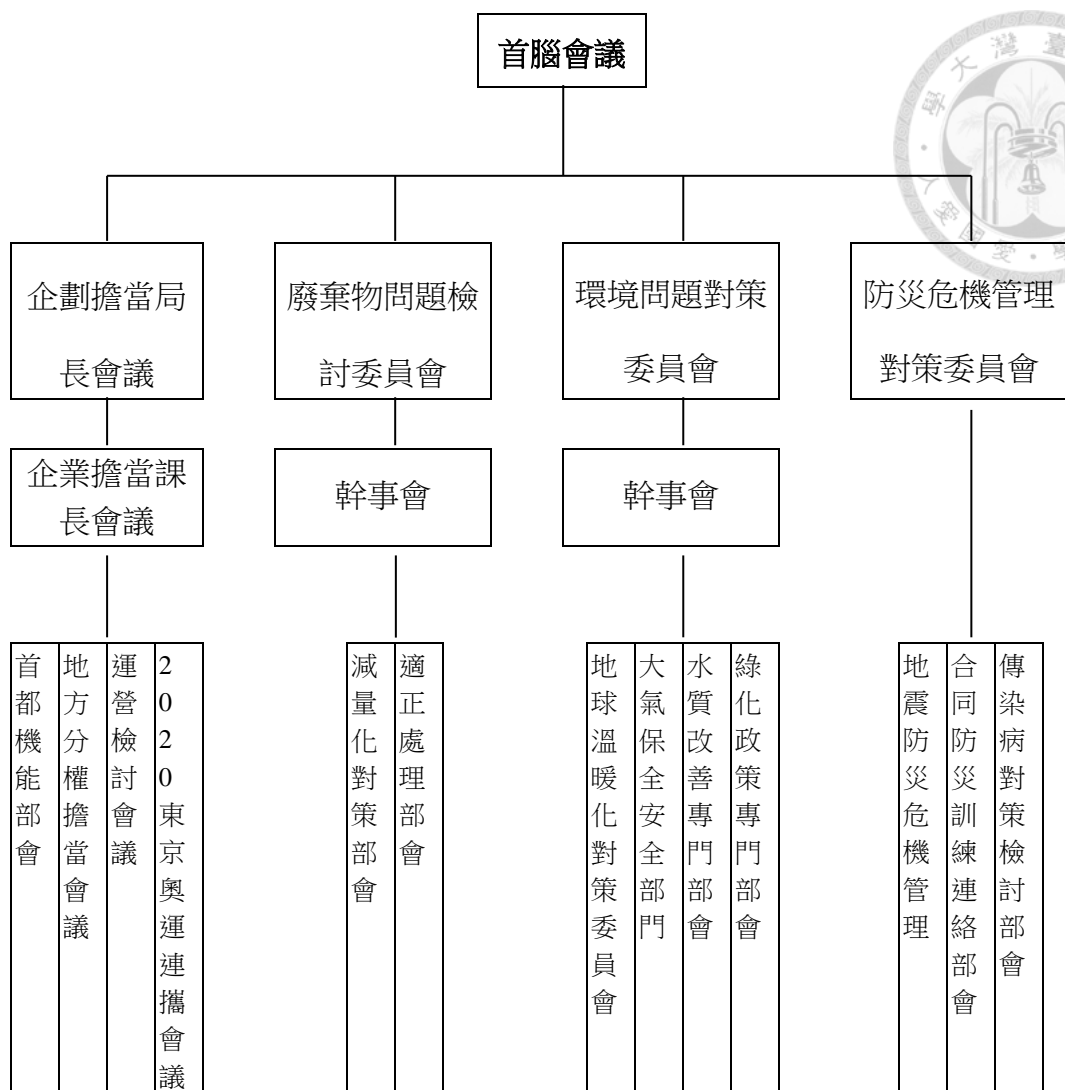 首腦會議
企劃擔當局
長會議
廢棄物問題檢
討委員會
環境問題對策
委員會
防災危機管理
對策委員會
企業擔當課
長會議
幹事會
幹事會
首都機能部會
地方分權擔當會議
運營檢討會議
2020東京奧運連攜會議
減量化對策部會
適正處理部會
地球溫暖化對策委員會
大氣保全安全部門
水質改善專門部會
綠化政策專門部會
地震防災危機管理
合同防災訓練連絡部會
傳染病對策檢討部會